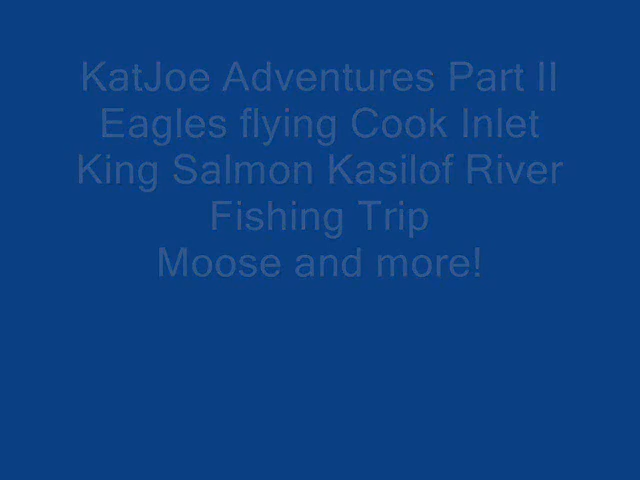 KatJoe Adventures Part II
Eagles flying Cook Inlet
King Salmon Kasilof River
Fishing Trip
Moose and more!